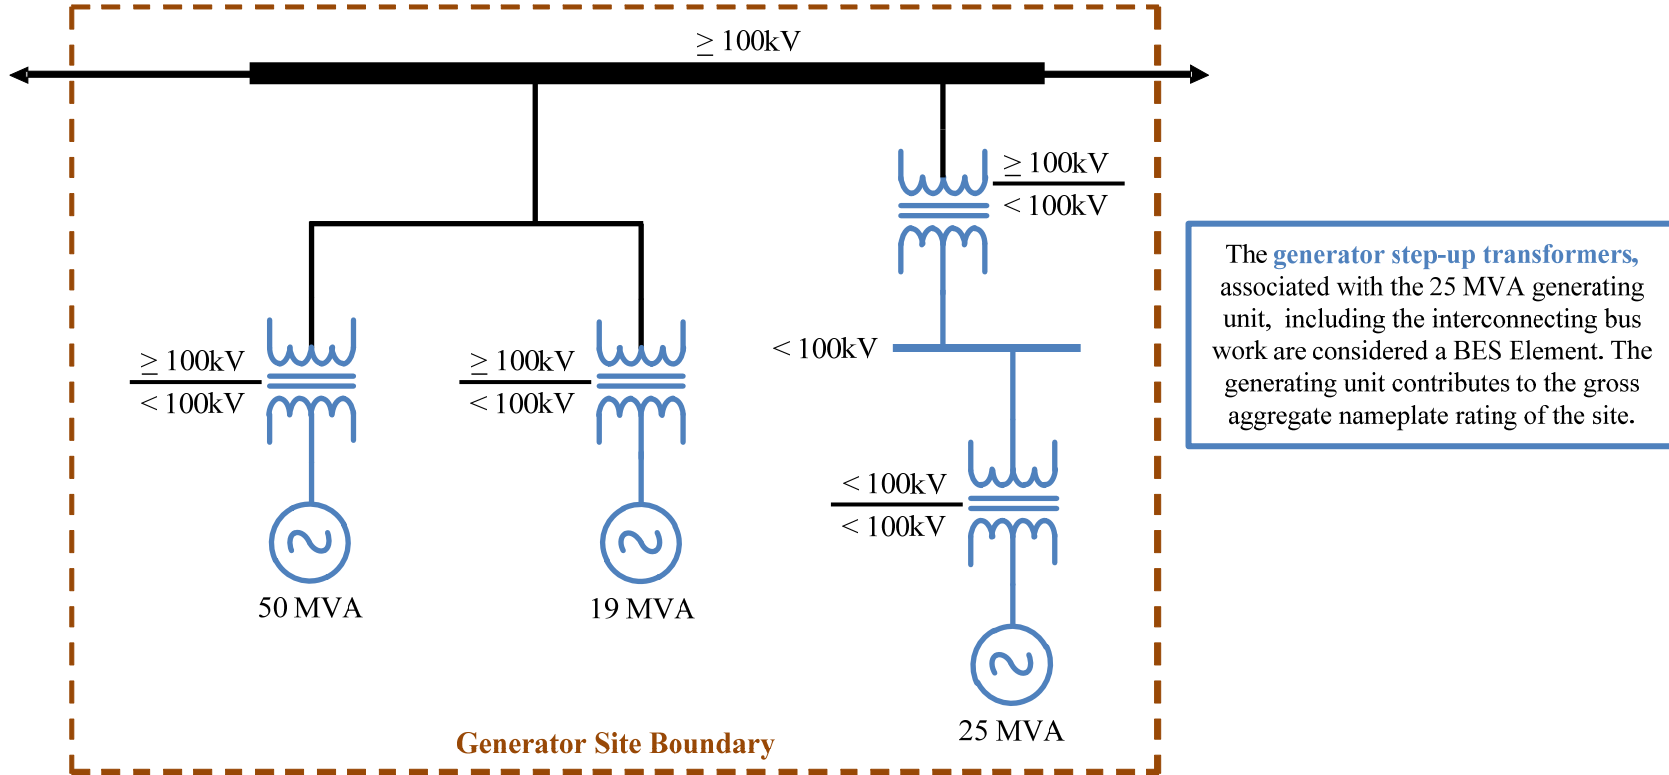 ≥ 100kV
≥ 100kV
< 100kV
The generator step-up transformers,
associated with the 25 MVA generating
unit, including the interconnecting bus
work are considered a BES Element. The
generating unit contributes to the gross
aggregate nameplate rating of the site.
≥ 100kV
< 100kV
≥ 100kV
< 100kV
< 100kV
< 100kV
< 100kV
50 MVA
19 MVA
25 MVA
Generator Site Boundary